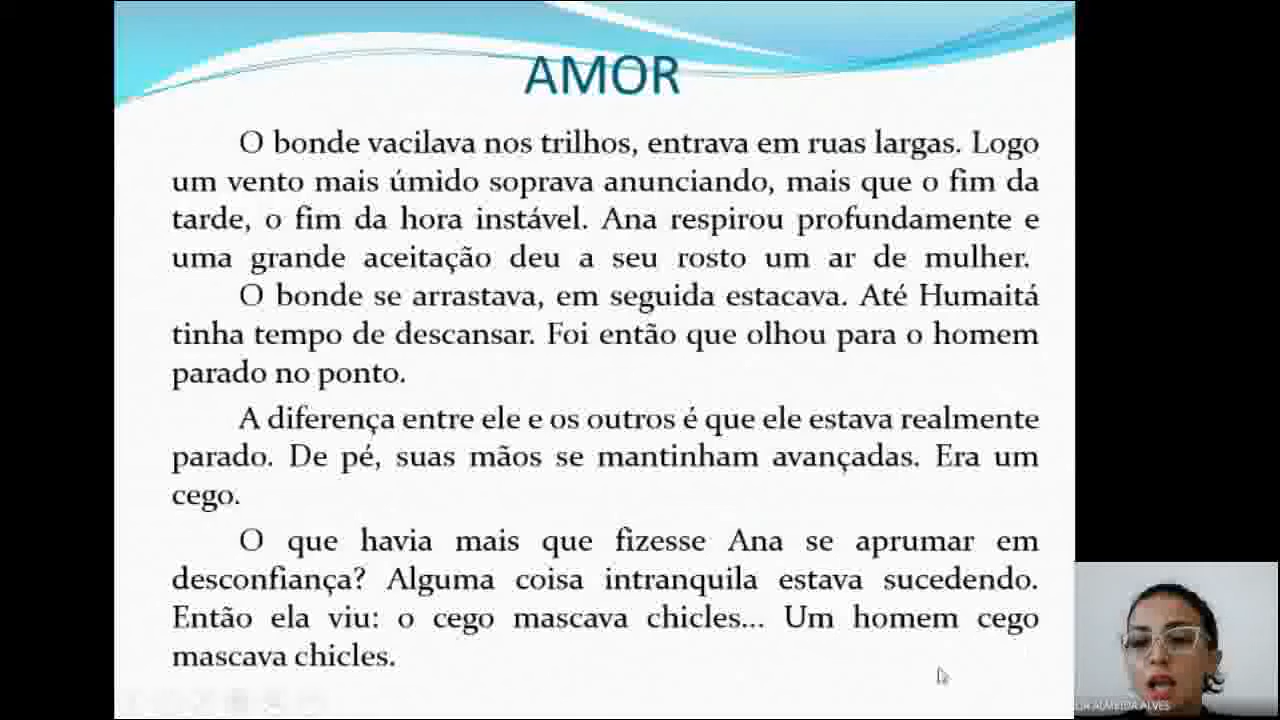 AMOR
O bonde vacilava nos trilhos, entrava em ruas largas. Logo
um vento mais úmido soprava anunciando, mais que o fim da
tarde, o fim da hora instável. Ana respirou profundamente e
uma grande aceitação deu a seu rosto um ar de mulher.
O bonde se arrastava, em seguida estacava. Até Humaitá
tinha tempo de descansar. Foi então que olhou para o homem
parado no ponto.
A diferença entre ele e os outros é que ele estava realmente
parado. De pé, suas mãos se mantinham avançadas. Era um
cego.
O que havia mais que fizesse Ana se aprumar em
desconfiança? Alguma coisa intranquila estava sucedendo.
Então ela viu: o cego mascava chicles... Um homem cego
mascava chicles.
ALMEIDA ALVES